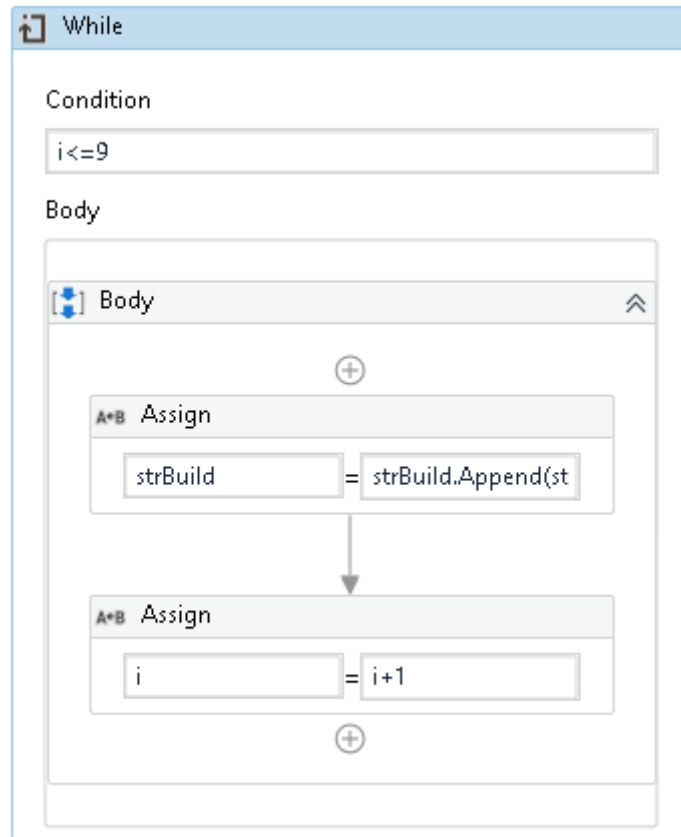 While
Condition
i<=9
Body
Body
A*B Assign
strBuild = strBuild.Append(st
A*B Assign
i = i+1